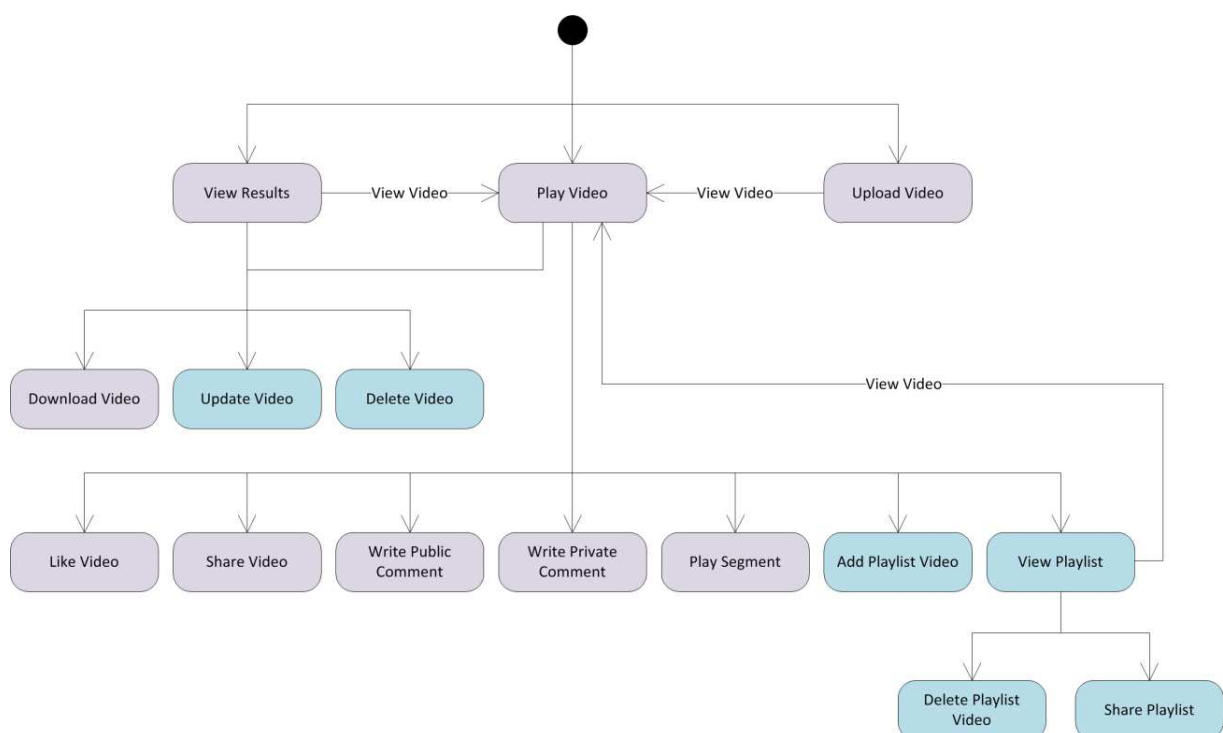 View Results
View Video
Play Video
View Video
Upload Video
Download Video
Update Video
Delete Video
View Video
Like Video
Share Video
Write Public
Comment
Write Private
Comment
Play Segment
Add Playlist Video
View Playlist
Delete Playlist
Video
Share Playlist